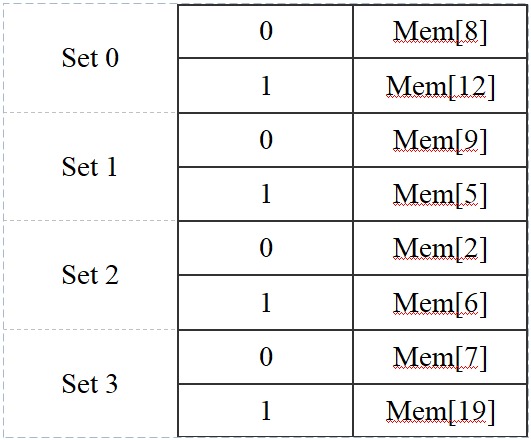 Set 0
0 Mem[8]
1 Mem[12]
Set 1
0 Mem[9]
1 Mem[5]
Set 2
0 Mem[2]
1 Mem[6]
Set 3
0 Mem[7]
1 Mem[19]